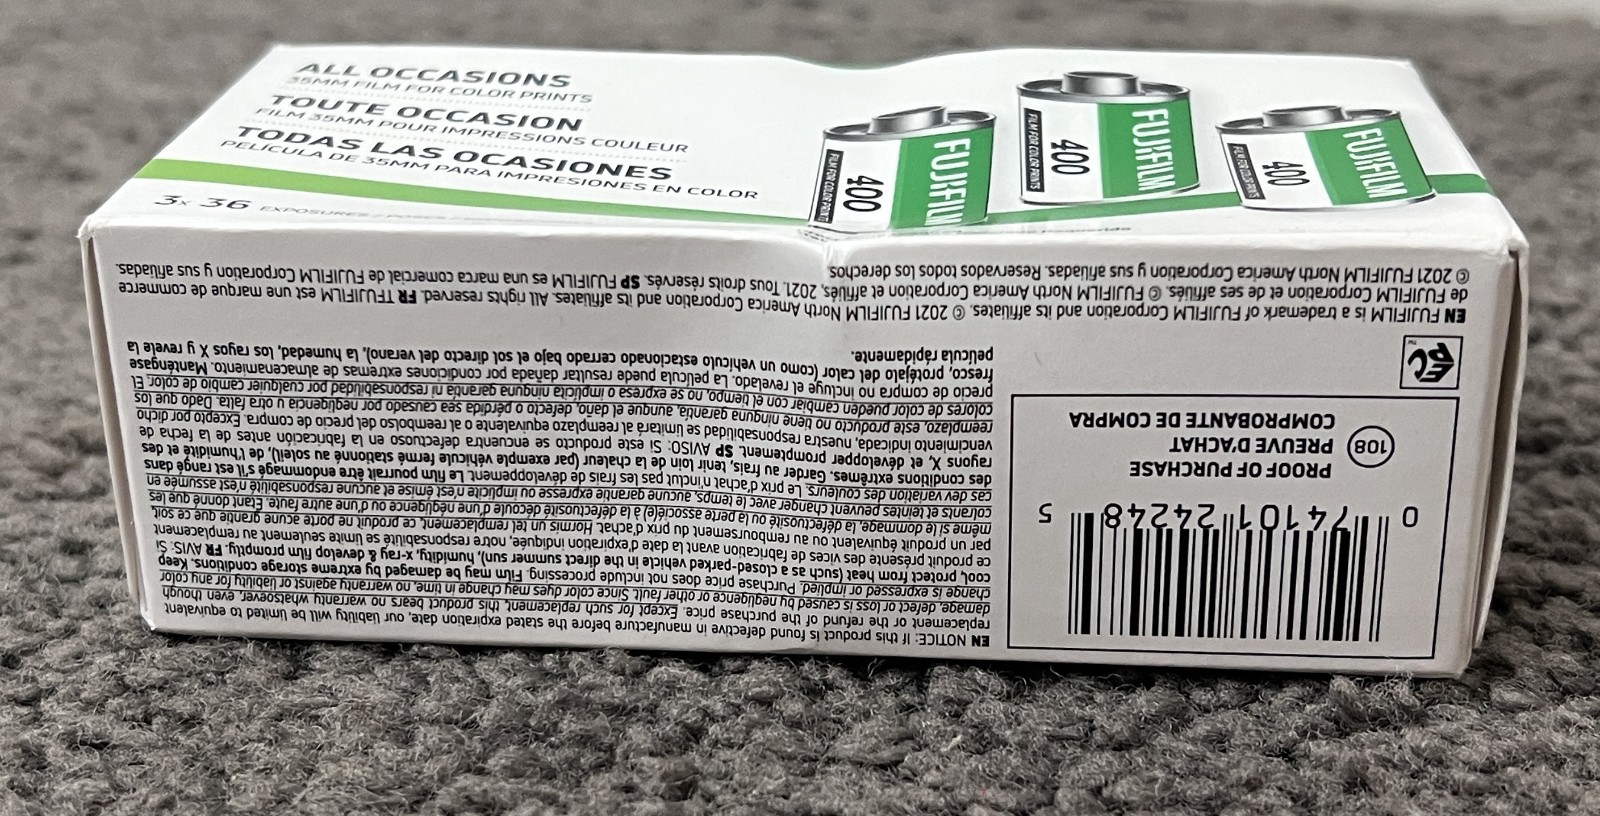 ALL OCCASIONS
35MM FILM FOR COLOR PRINTS
TOUTE OCCASION
FILM 35MM POUR IMPRESSIONS COULEUR
TODAS LAS OCASIONES
PELÍCULA DE 35MM PARA IMPRESIONES EN COLOR
3x 36 EXPOSURES / POSES
FUJIFILM
400
FILM FOR COLOR PRINTS
FUJIFILM
400
FILM FOR COLOR PRINTS
FUJIFILM
400
FILM FOR COLOR PRINTS
0 74101 24248 5
PROOF OF PURCHASE
PREUVE D'ACHAT
COMPROBANTE DE COMPRA
108
EN NOTICE: If this product is found defective in manufacture before the stated expiration date, our liability will be limited to equivalent
replacement or the refund of the purchase price. Except for such replacement, this product bears no warranty whatsoever, even though
damage, defect or loss is caused by negligence or other fault. Since color dyes may change in time, no warranty against or liability for any color
change is expressed or implied. Purchase price does not include processing. Film may be damaged by extreme storage conditions. Keep
cool, protect from heat (such as a closed-parked vehicle in the direct summer sun), humidity, x-ray & develop film promptly. FR AVIS: Si
ce produit présente des vices de fabrication avant la date d'expiration indiquée, notre responsabilité se limite seulement au remplacement
par un produit équivalent ou au remboursement du prix d'achat. Hormis un tel remplacement, ce produit ne porte acune grantie que ce soit,
même si le dommage, la défectuosité ou la perte associé(e) à la défectuosité découle d'une négligence ou d'une autre faute. Étant donné que les
colorants et teintes peuvent changer avec le temps, aucune garantie expresse ou implicite n'est émise et aucune responsabilité n'est assumée en
cas dev variation des couleurs. Le prix d'achat n'inclut pas les frais de développement. Le film pourrait être endommagé s'il est rangé dans
des conditions extrêmes. Garder au frais, tenir loin de la chaleur (par exemple véhicule fermé stationné au soleil), de l'humidité et des
rayons X, et développer promptement. SP AVISO: Si este producto se encuentra defectuoso en la fabricación antes de la fecha de
vencimiento indicada, nuestra responsabilidad se limitará al reemplazo equivalente o al reembolso del precio de compra. Excepto por dicho
reemplazo, este producto no tiene ninguna garantía, aunque el daño, defecto o pérdida sea causado por negligencia u otra falta. Dado que los
colores de color pueden cambiar con el tiempo, no se expresa o implícita ninguna garantía ni responsabilidad por cualquier cambio de color. El
precio de compra no incluye el revelado. La película puede resultar dañada por condiciones extremas de almacenamiento. Manténgase
fresco, protéjalo del calor (como un vehículo estacionado cerrado bajo el sol directo del verano), la humedad, los rayos X y revele la
película rápidamente.
EPC™
EN FUJIFILM is a trademark of FUJIFILM Corporation and its affiliates. © 2021 FUJIFILM North America Corporation and its affiliates. All rights reserved. FR TFUJIFILM est une marque de commerce
de FUJIFILM Corporation et de ses affiliés. © FUJIFILM North America Corporation et affiliés, 2021. Tous droits réservés. SP FUJIFILM es una marca comercial de FUJIFILM Corporation y sus afiliadas.
© 2021 FUJIFILM North America Corporation y sus afiliadas. Reservados todos los derechos.